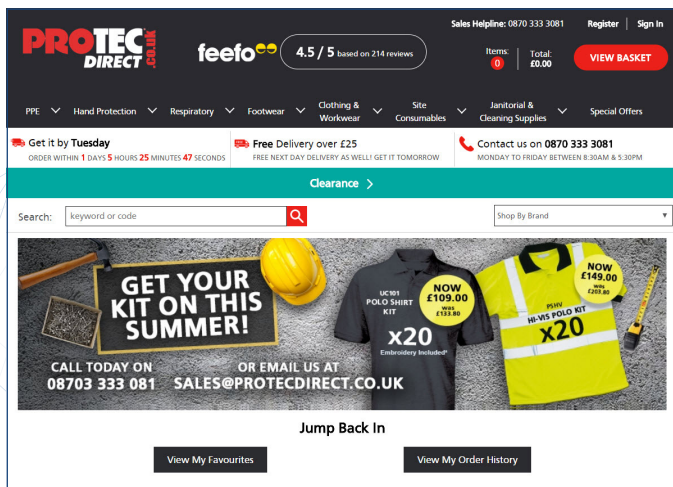 Sales Helpline: 0870 333 3081 Register Sign In
PROTEC
DIRECT
.co.uk
feefo
4.5 / 5 based on 214 reviews
Items: 0
Total: £0.00
VIEW BASKET
PPE Hand Protection Respiratory Footwear Clothing & Workwear Site Consumables Janitorial & Cleaning Supplies Special Offers
Get it by Tuesday
ORDER WITHIN 1 DAYS 5 HOURS 25 MINUTES 47 SECONDS
Free Delivery over £25
FREE NEXT DAY DELIVERY AS WELL! GET IT TOMORROW
Contact us on 0870 333 3081
MONDAY TO FRIDAY BETWEEN 8:30AM & 5:30PM
Clearance
Search: keyword or code
Shop By Brand
GET YOUR
KIT ON THIS
SUMMER!
CALL TODAY ON
08703 333 081
OR EMAIL US AT
SALES@PROTECDIRECT.CO.UK
UC101
POLO SHIRT
KIT
x20
Embroidery Included*
NOW
£109.00
was
£133.80
PSHV
HI-VIS POLO KIT
x20
NOW
£149.00
was
£203.80
Jump Back In
View My Favourites
View My Order History